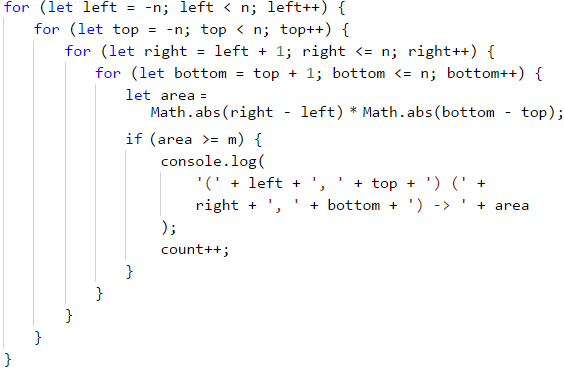 for (let left = -n; left < n; left++) {
for (let top = -n; top < n; top++) {
for (let right = left + 1; right <= n; right++) {
for (let bottom = top + 1; bottom <= n; bottom++) {
let area =
Math.abs(right - left) * Math.abs(bottom - top);
if (area >= m) {
console.log(
'(' + left + ', ' + top + ') (' +
right + ', ' + bottom + ') -> ' + area
);
count++;
}
}
}
}
}